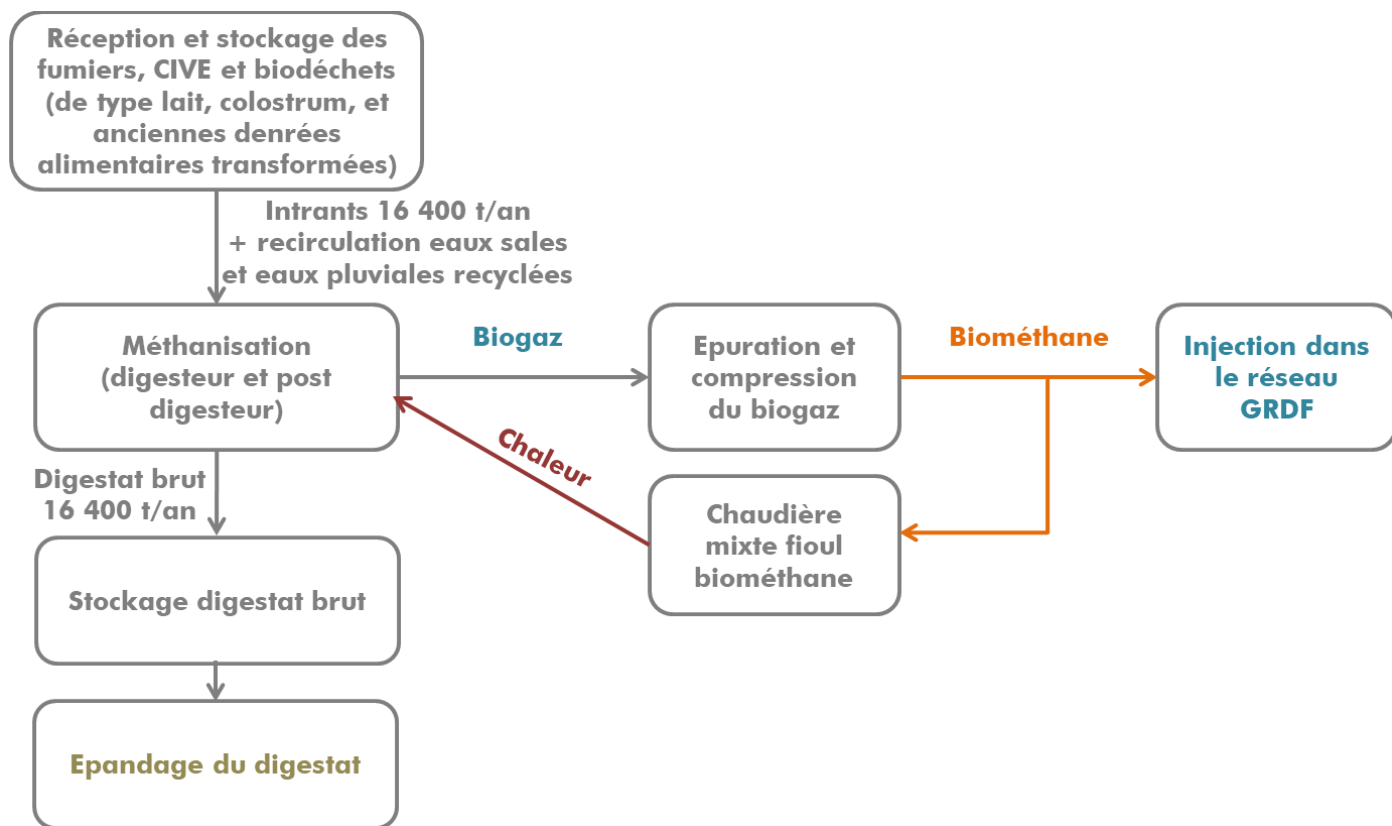 Réception et stockage des
fumiers, CIVE et biodéchets
(de type lait, colostrum, et
anciennes denrées
alimentaires transformées)
Intrants 16 400 t/an
+ recirculation eaux sales
et eaux pluviales recyclées
Méthanisation
(digesteur et post
digesteur)
Biogaz
Epuration et
compression
du biogaz
Biométhane
Injection dans
le réseau
GRDF
Chaleur
Chaudière
mixte fioul
biométhane
Digestat brut
16 400 t/an
Stockage digestat brut
Epandage du digestat